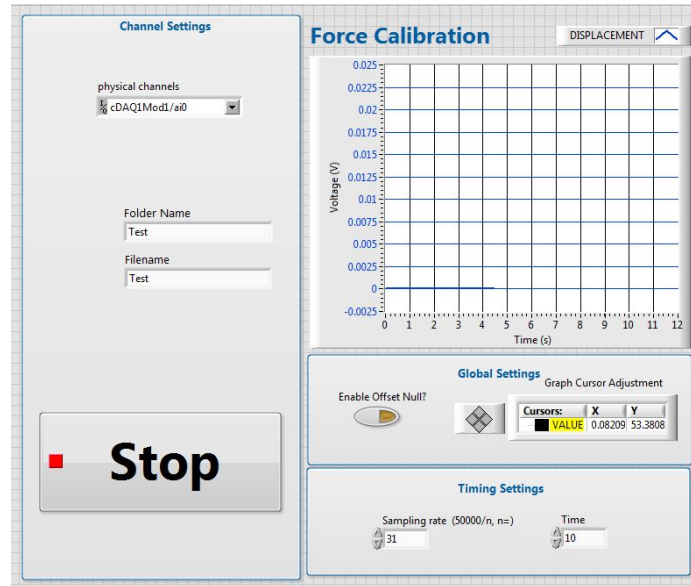 Channel Settings
physical channels
I/O cDAQ1Mod1/ai0
Folder Name
Test
Filename
Test
Stop
Force Calibration
DISPLACEMENT
Voltage (V)
0.025
0.0225
0.02
0.0175
0.015
0.0125
0.01
0.0075
0.005
0.0025
0
-0.0025
0 1 2 3 4 5 6 7 8 9 10 11 12
Time (s)
Global Settings
Enable Offset Null?
Graph Cursor Adjustment
Cursors: X Y
VALUE 0.08209 53.3808
Timing Settings
Sampling rate (50000/n, n=)
31
Time
10